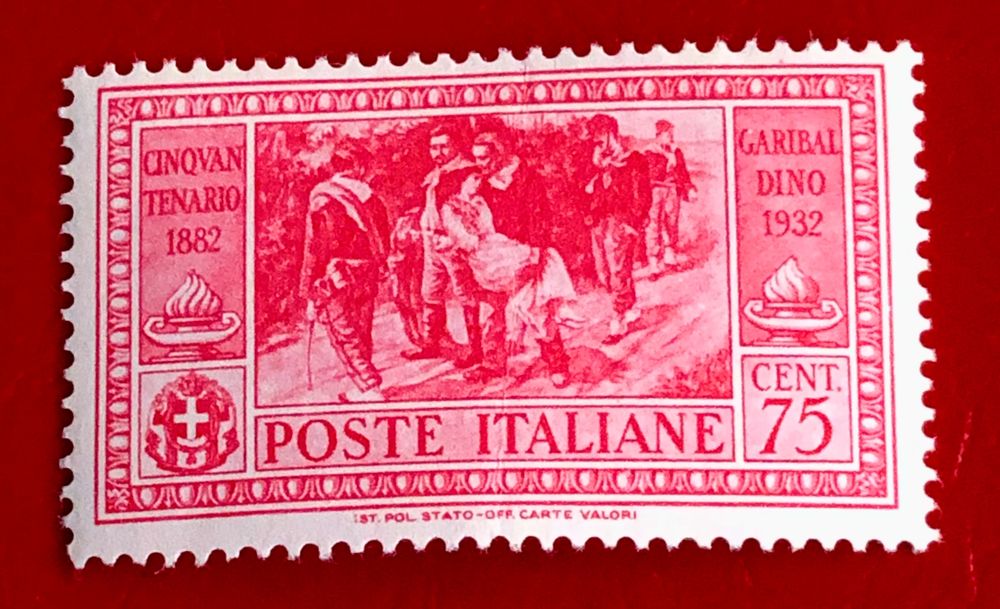 CINQVAN
TENARIO
1882
GARIBAL
DINO
1932
CENT.
75
POSTE ITALIANE
IST. POL. STATO-OFF. CARTE VALORI